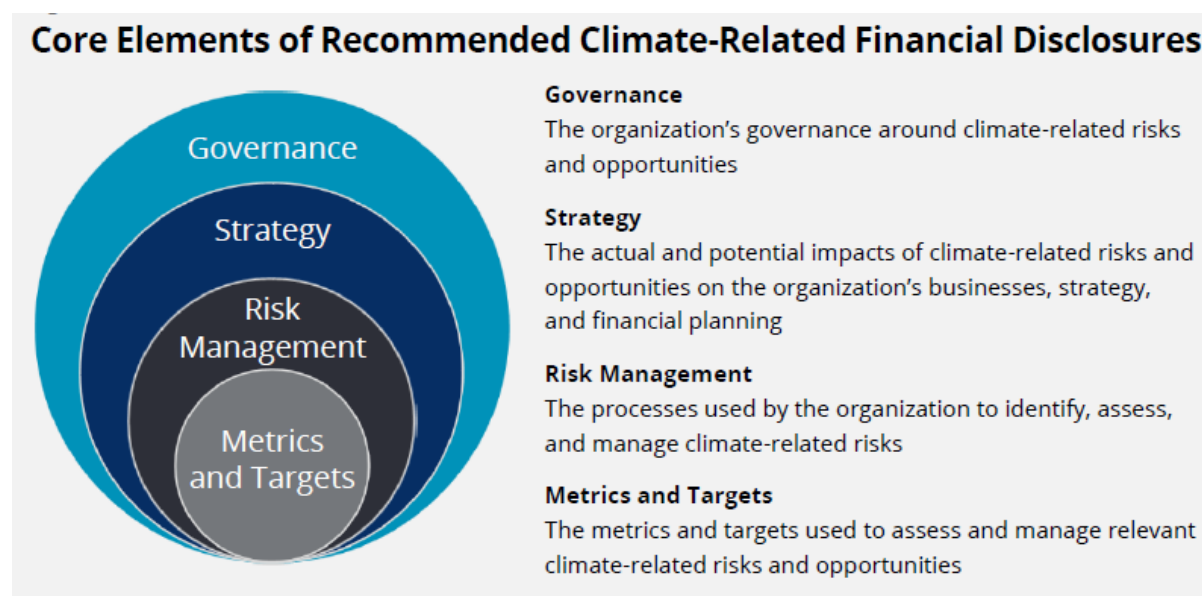 Core Elements of Recommended Climate-Related Financial Disclosures
Governance
Strategy
Risk
Management
Metrics
and Targets
Governance
The organization’s governance around climate-related risks
and opportunities
Strategy
The actual and potential impacts of climate-related risks and
opportunities on the organization’s businesses, strategy,
and financial planning
Risk Management
The processes used by the organization to identify, assess,
and manage climate-related risks
Metrics and Targets
The metrics and targets used to assess and manage relevant
climate-related risks and opportunities